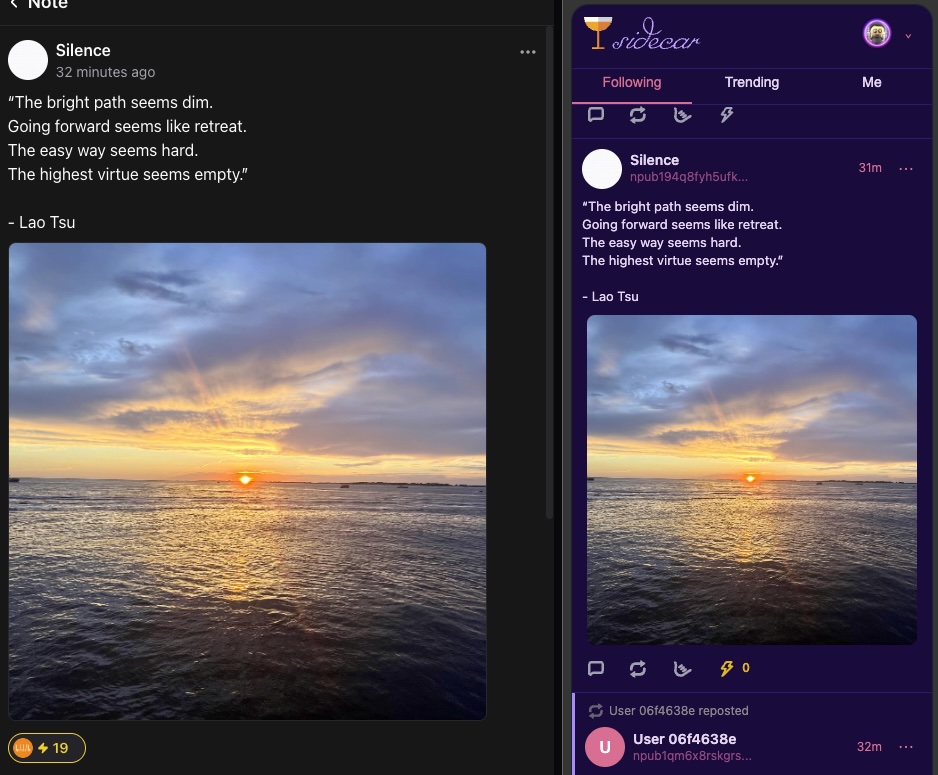 Note
Silence
32 minutes ago
“The bright path seems dim.
Going forward seems like retreat.
The easy way seems hard.
The highest virtue seems empty.”
- Lao Tsu
19
sidecar
Following
Trending
Me
Silence
npub194q8fyh5ufk...
31m
“The bright path seems dim.
Going forward seems like retreat.
The easy way seems hard.
The highest virtue seems empty.”
- Lao Tsu
0
User 06f4638e reposted
U
User 06f4638e
npub1qm6x8rskgrs...
32m